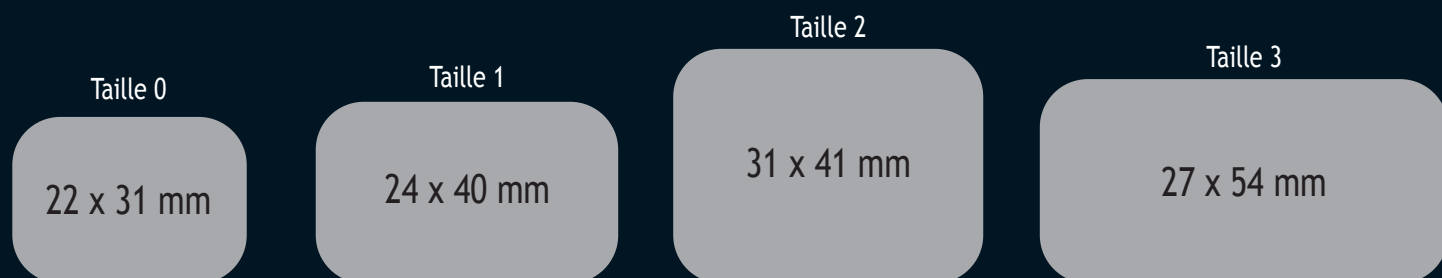 Taille 0
22 x 31 mm
Taille 1
24 x 40 mm
Taille 2
31 x 41 mm
Taille 3
27 x 54 mm